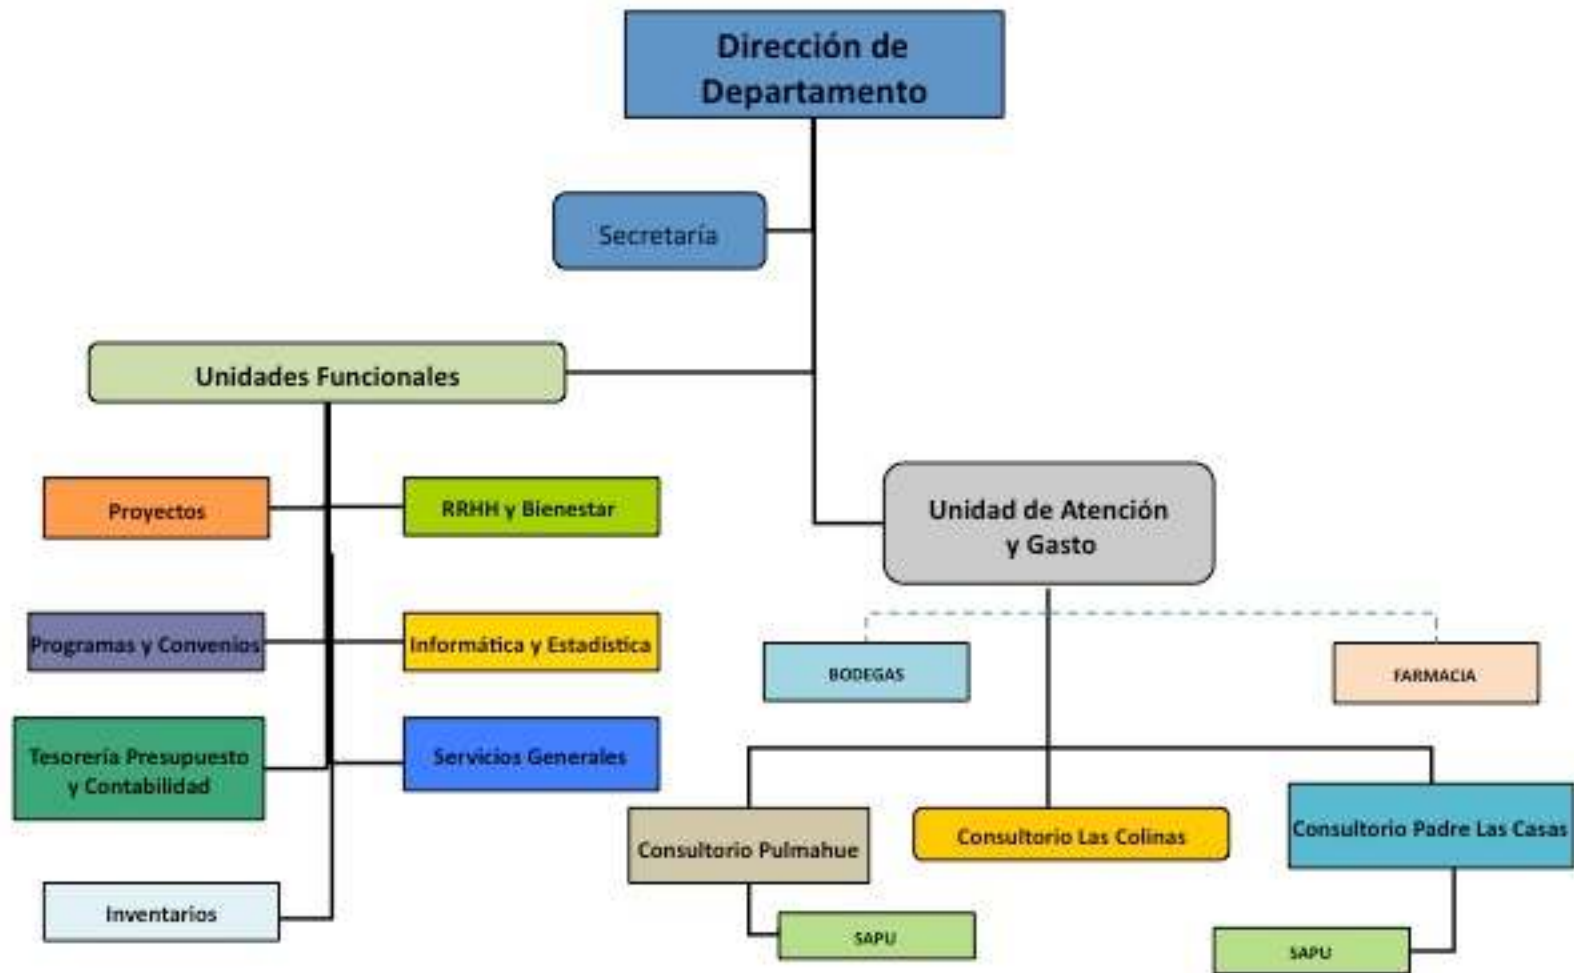 Dirección de
Departamento
Secretaría
Unidades Funcionales
Proyectos
RRHH y Bienestar
Unidad de Atención
y Gasto
Programas y Convenios
Informática y Estadística
BODEGAS
FARMACIA
Tesorería Presupuesto
y Contabilidad
Servicios Generales
Consultorio Pulmahue
Consultorio Las Colinas
Consultorio Padre Las Casas
Inventarios
SAPU
SAPU